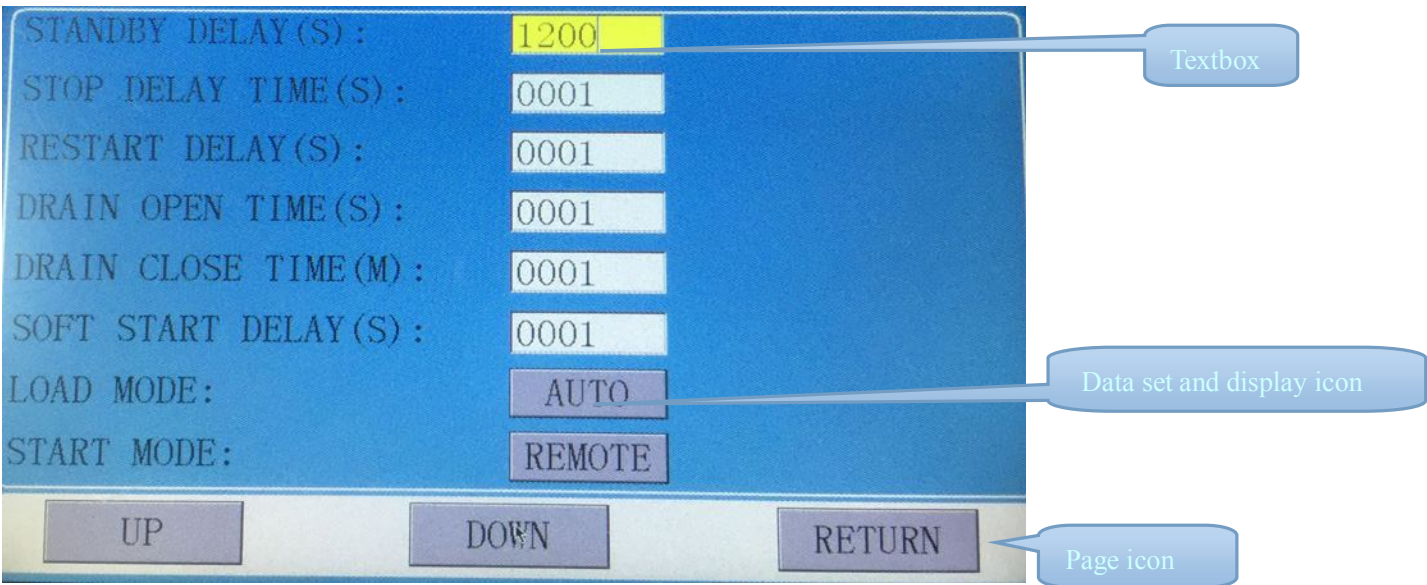 STANDBY DELAY(S): 1200
Textbox
STOP DELAY TIME(S): 0001
RESTART DELAY(S): 0001
DRAIN OPEN TIME(S): 0001
DRAIN CLOSE TIME(M): 0001
SOFT START DELAY(S): 0001
LOAD MODE: AUTO
Data set and display icon
START MODE: REMOTE
UP DOWN RETURN
Page icon